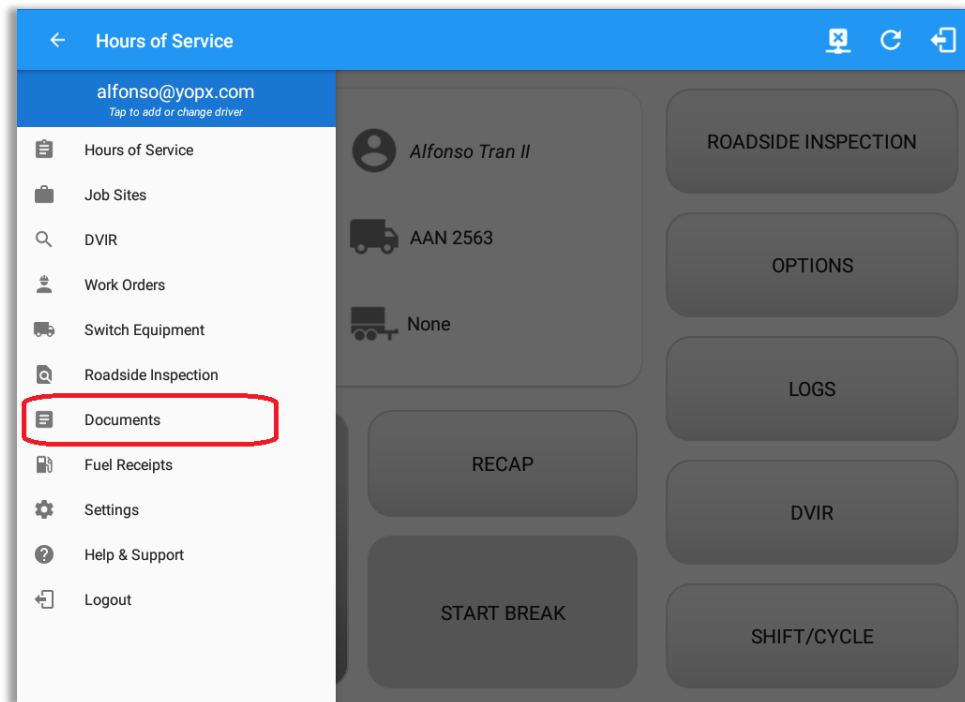 Hours of Service
alfonso@yopx.com
Tap to add or change driver
Hours of Service
Job Sites
DVIR
Work Orders
Switch Equipment
Roadside Inspection
Documents
Fuel Receipts
Settings
Help & Support
Logout
Alfonso Tran II
AAN 2563
None
RECAP
START BREAK
ROADSIDE INSPECTION
OPTIONS
LOGS
DVIR
SHIFT/CYCLE